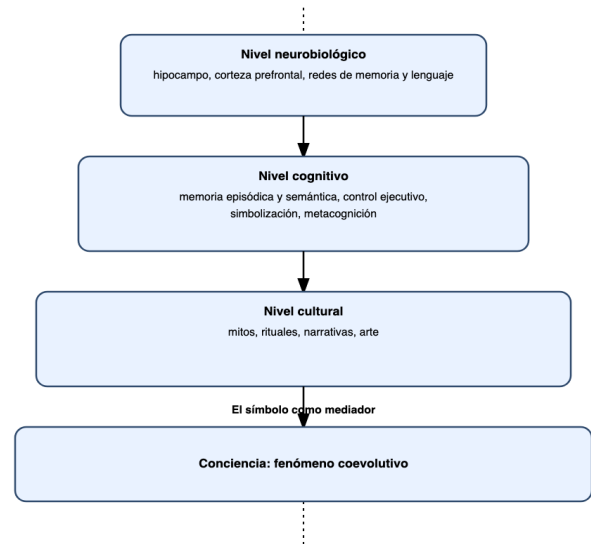 Nivel neurobiológico
hipocampo, corteza prefrontal, redes de memoria y lenguaje
Nivel cognitivo
memoria episódica y semántica, control ejecutivo,
simbolización, metacognición
Nivel cultural
mitos, rituales, narrativas, arte
El símbolo como mediador
Conciencia: fenómeno coevolutivo